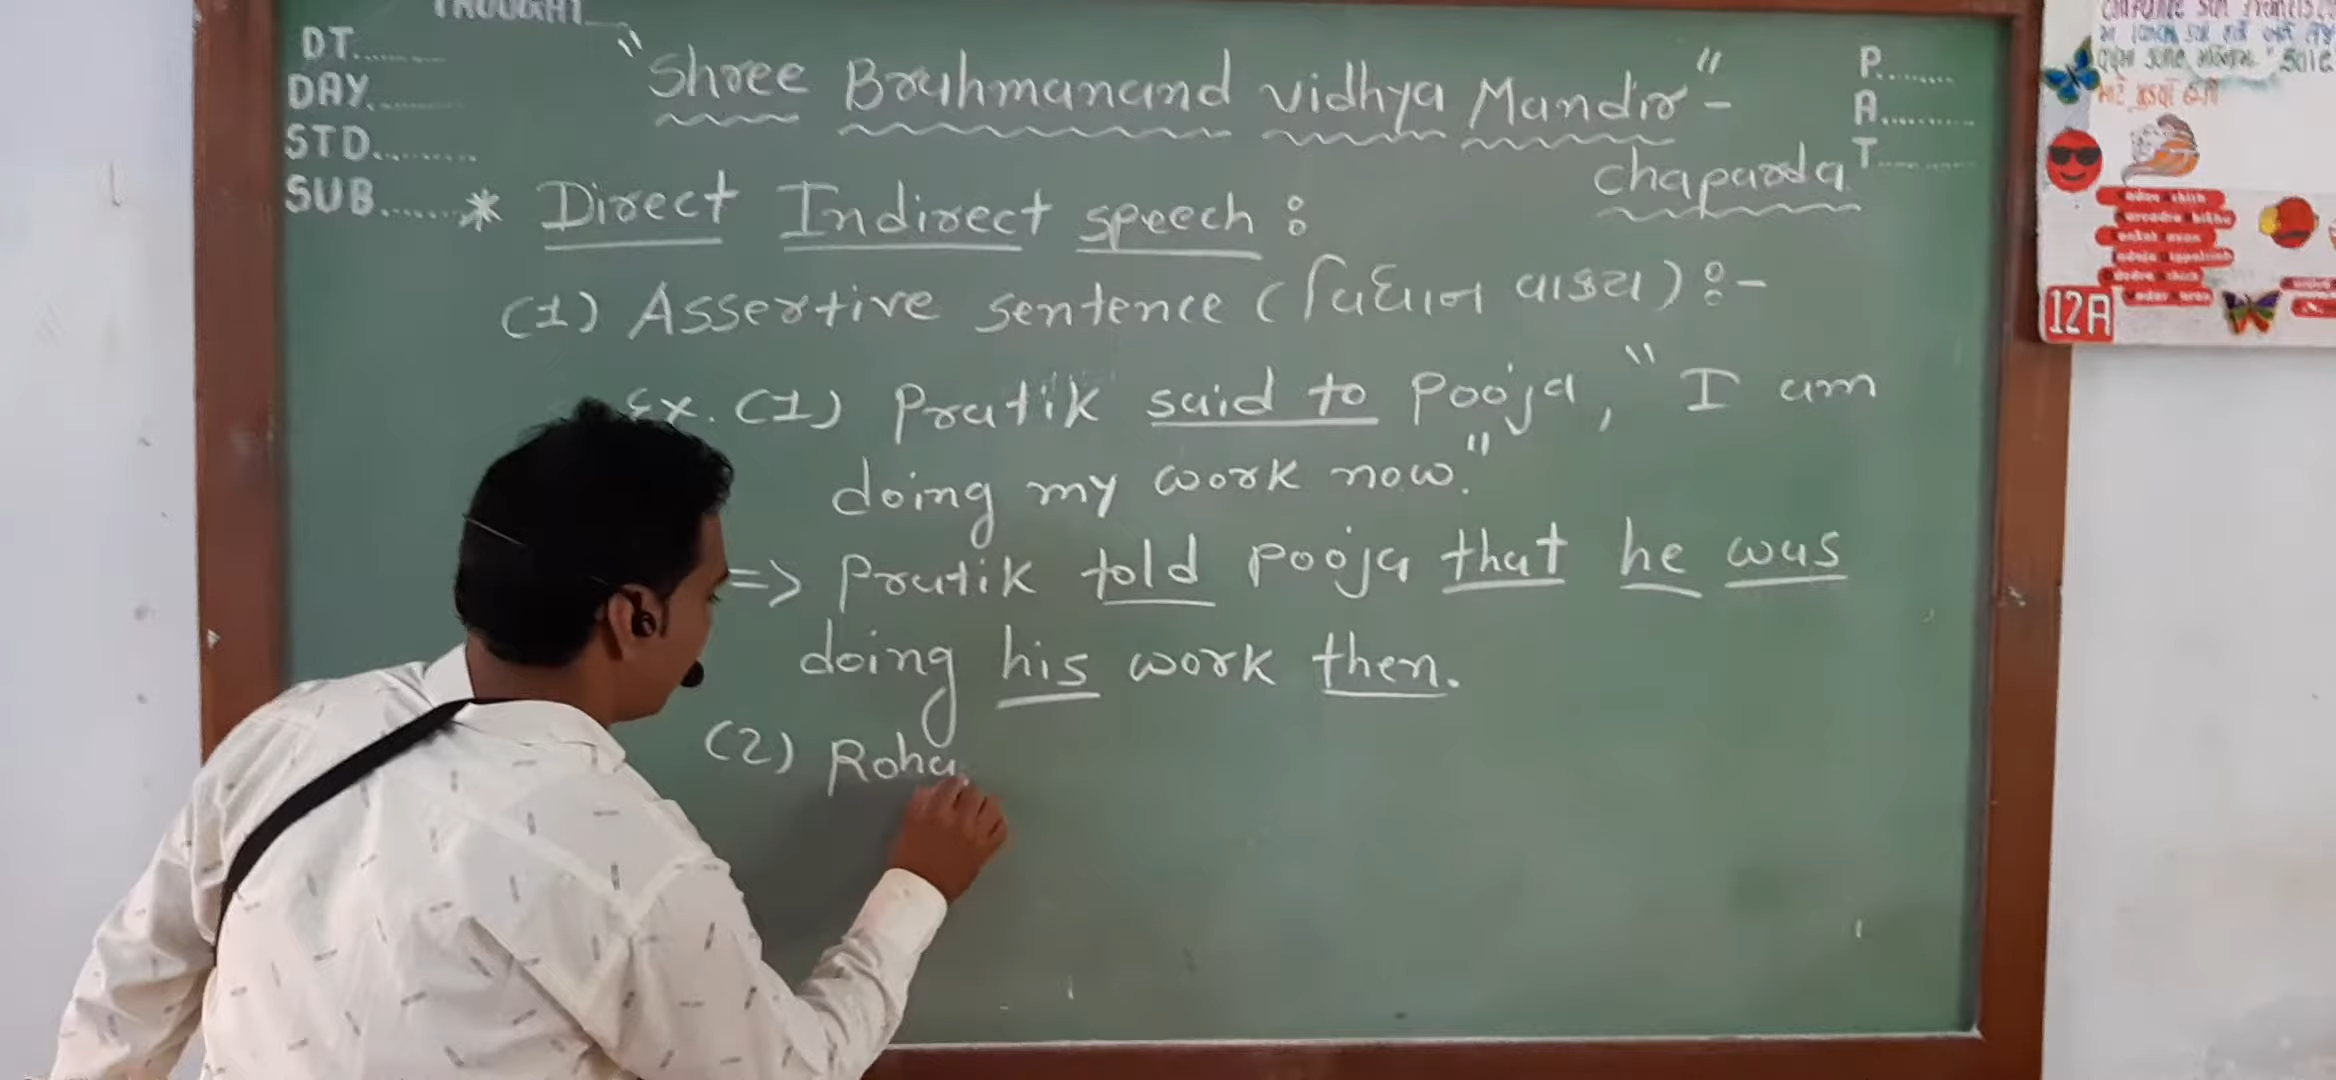 DT..........
DAY..........
STD..........
SUB.......
"Shree Brahmanand vidhya Mandir" -
chaparda
P.........
A..........
T..........
* Direct Indirect speech :
(1) Assertive sentence (વિધાન વાક્ય) :-
Ex. (1) Pratik said to Pooja, "I am
doing my work now."
=> Pratik told Pooja that he was
doing his work then.
(2) Roha
12A